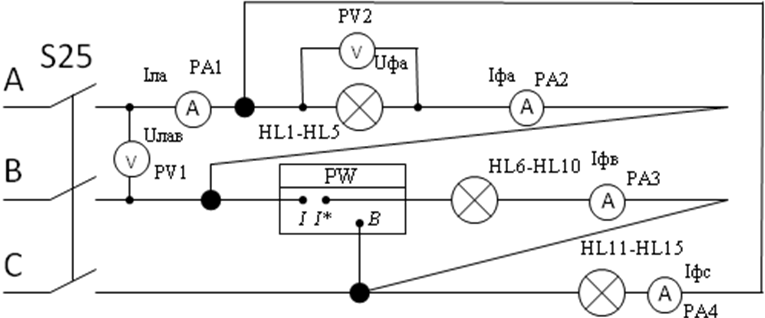 PV2
V
Uфа
S25
A
Iла
PA1
A
Iфа
PA2
A
HL1-HL5
Uлав
V
PV1
B
PW
I I*
B
HL6-HL10
Iфв
PA3
A
C
HL11-HL15
Iфс
A
PA4